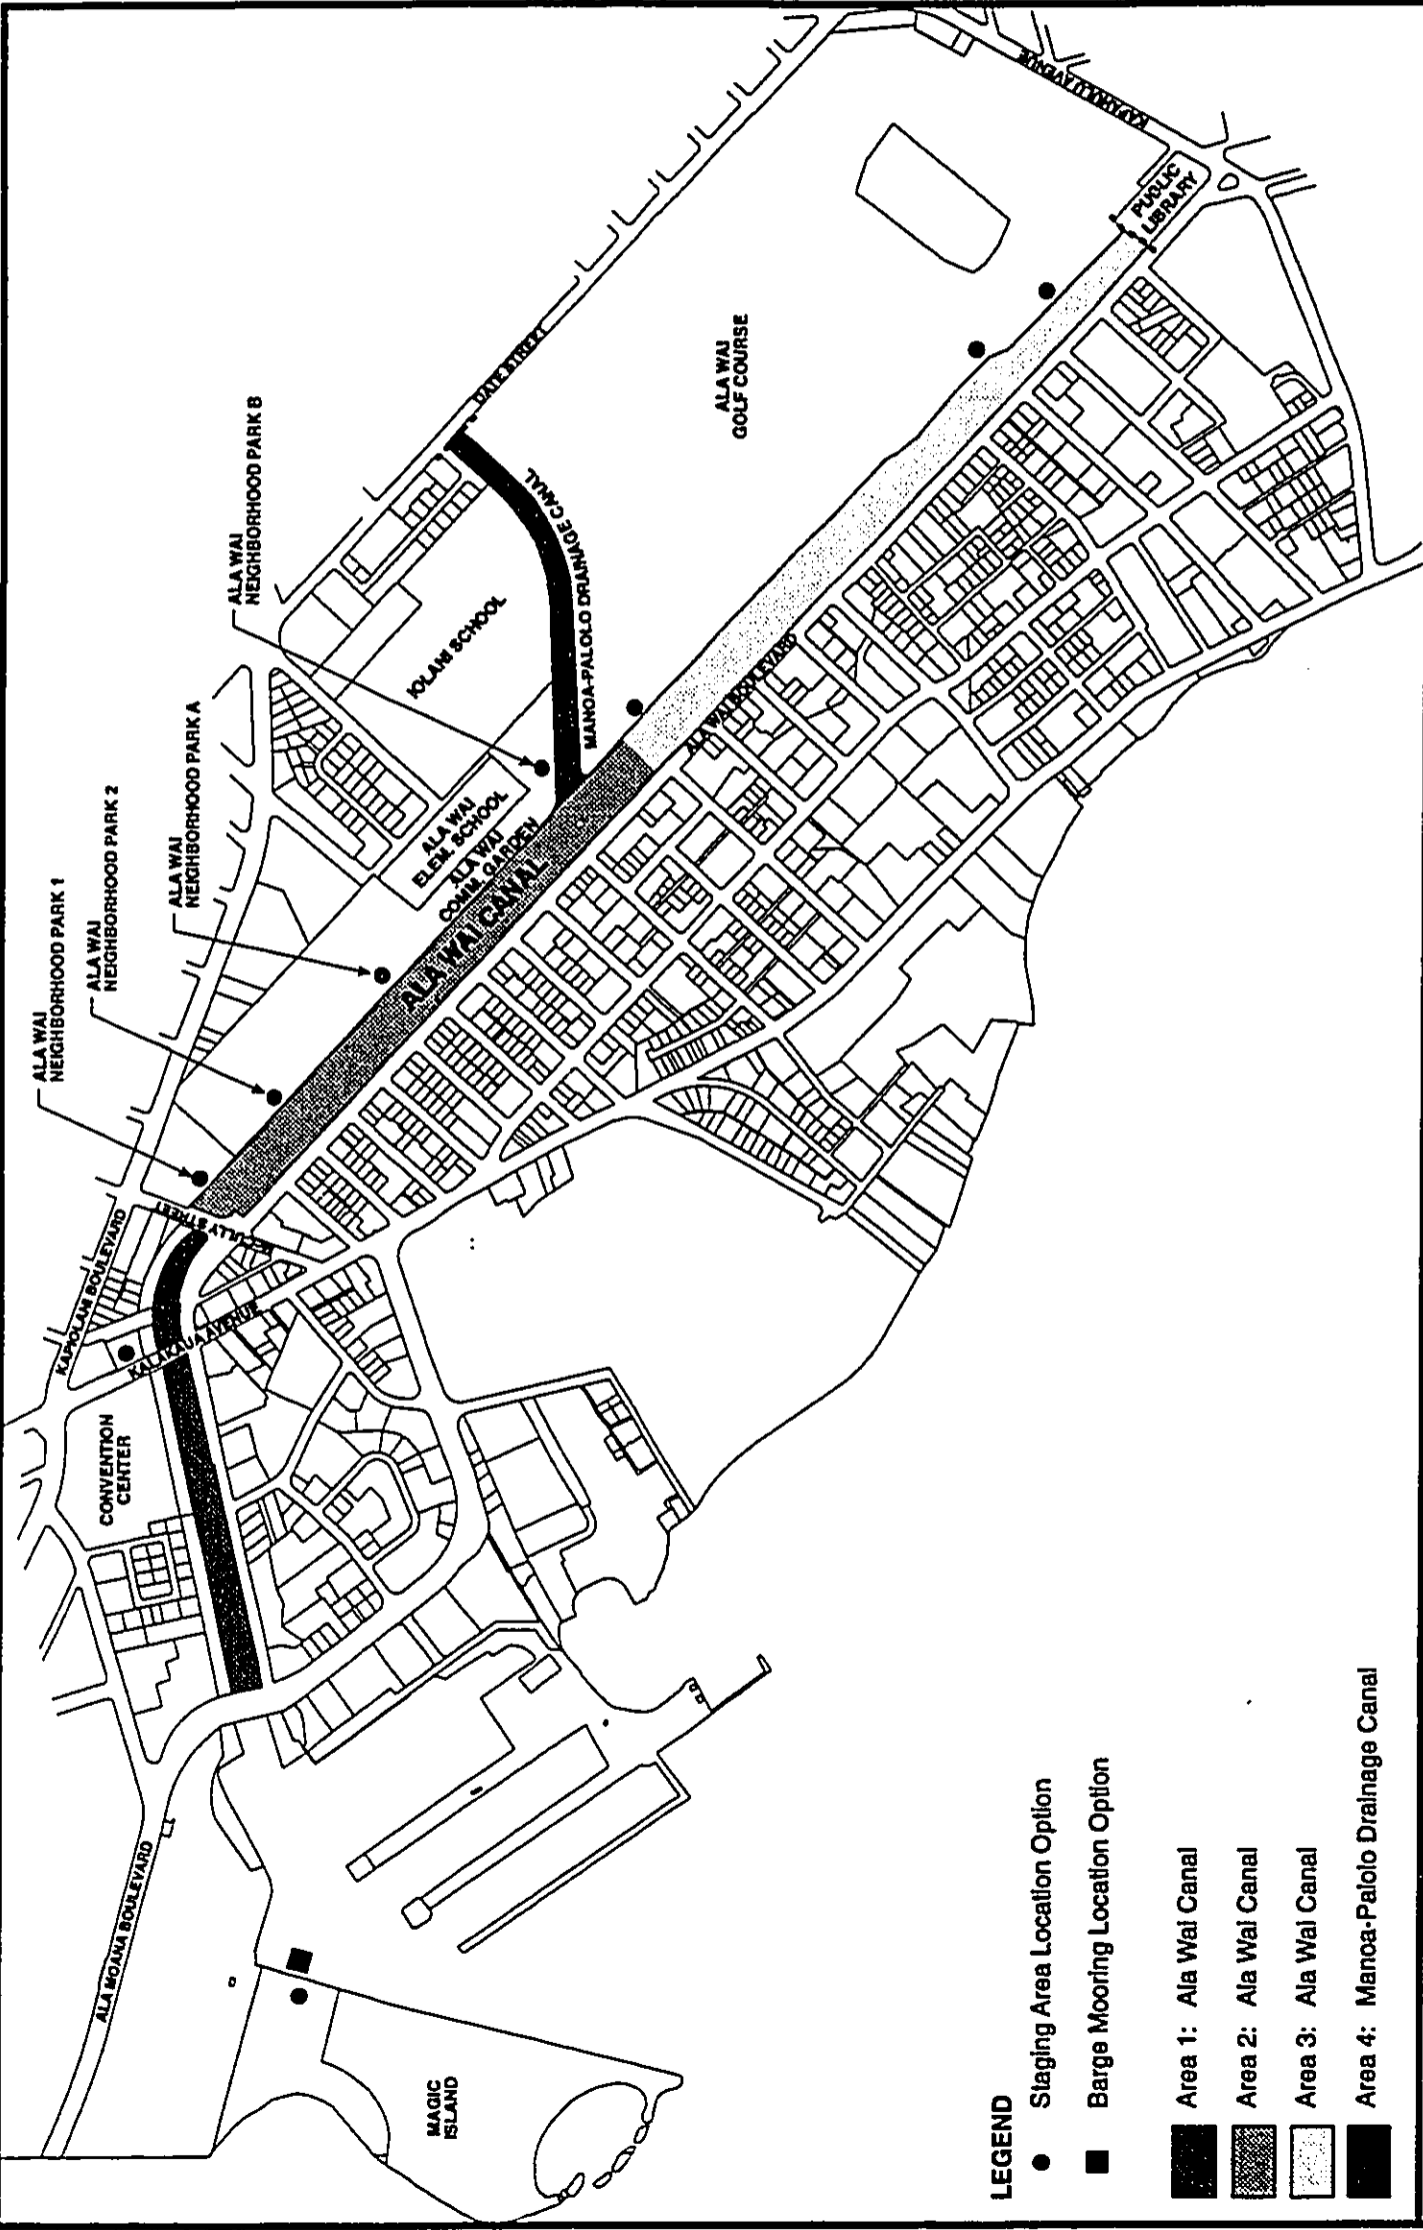 ALA WAI
NEIGHBORHOOD PARK 1
ALA WAI
NEIGHBORHOOD PARK 2
ALA WAI
NEIGHBORHOOD PARK A
ALA WAI
NEIGHBORHOOD PARK B
KAPIOLANI BOULEVARD
McCULLY STREET
KALAKAUA AVENUE
CONVENTION
CENTER
ALA MOANA BOULEVARD
MAGIC
ISLAND
ALA WAI CANAL
ALA WAI
ELEM. SCHOOL
ALA WAI
COMM. GARDEN
IOLANI SCHOOL
MANOA-PALOLO DRAINAGE CANAL
DATE STREET
ALA WAI
GOLF COURSE
ALA WAI BOULEVARD
KAPAHULU AVENUE
PUBLIC
LIBRARY
LEGEND
Staging Area Location Option
Barge Mooring Location Option
Area 1: Ala Wai Canal
Area 2: Ala Wai Canal
Area 3: Ala Wai Canal
Area 4: Manoa-Palolo Drainage Canal